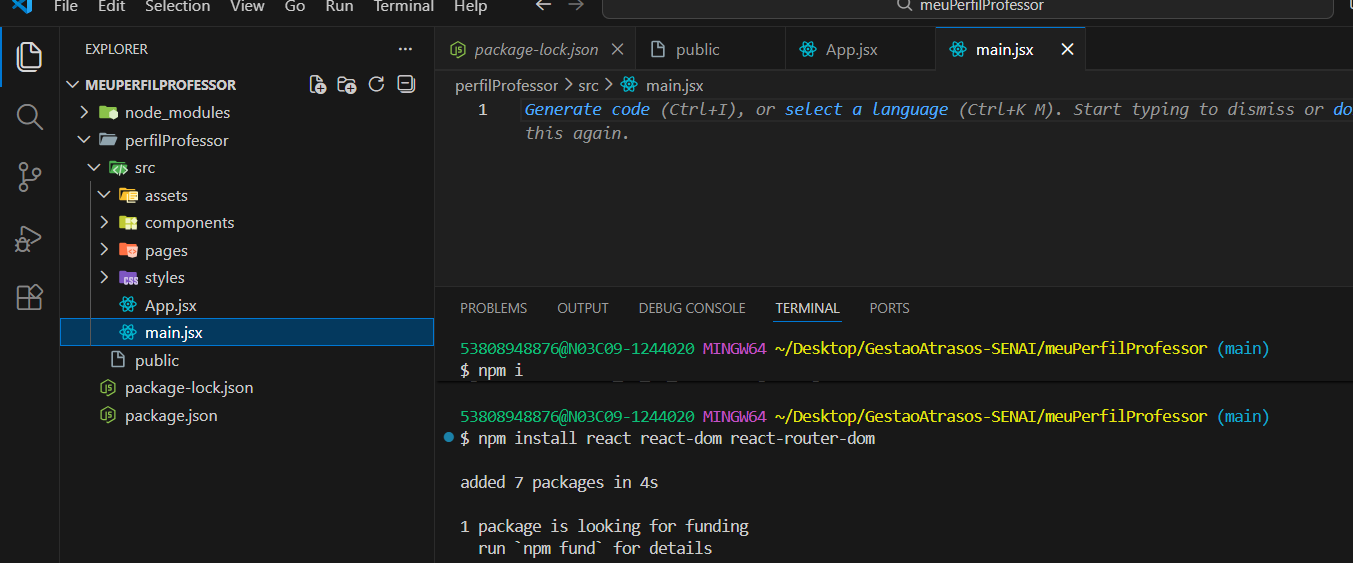 File Edit Selection View Go Run Terminal Help meuPerfilProfessor
EXPLORER
MEUPERFILPROFESSOR
node_modules
perfilProfessor
src
assets
components
pages
styles
App.jsx
main.jsx
public
package-lock.json
package.json
package-lock.json public App.jsx main.jsx
perfilProfessor > src > main.jsx
1 Generate code (Ctrl+I), or select a language (Ctrl+K M). Start typing to dismiss or do
this again.
PROBLEMS OUTPUT DEBUG CONSOLE TERMINAL PORTS
53808948876@N03C09-1244020 MINGW64 ~/Desktop/GestaoAtrasos-SENAI/meuPerfilProfessor (main)
$ npm i
53808948876@N03C09-1244020 MINGW64 ~/Desktop/GestaoAtrasos-SENAI/meuPerfilProfessor (main)
$ npm install react react-dom react-router-dom
added 7 packages in 4s
1 package is looking for funding
run `npm fund` for details